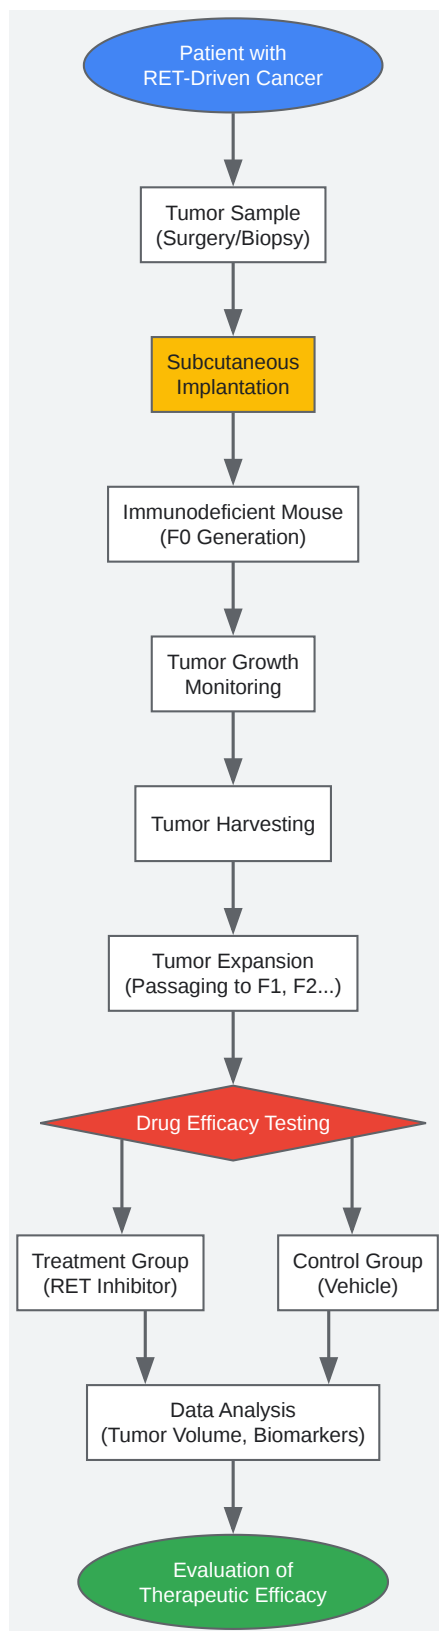 Patient with
RET-Driven Cancer
Tumor Sample
(Surgery/Biopsy)
Subcutaneous
Implantation
Immunodeficient Mouse
(F0 Generation)
Tumor Growth
Monitoring
Tumor Harvesting
Tumor Expansion
(Passaging to F1, F2...)
Drug Efficacy Testing
Treatment Group
(RET Inhibitor)
Control Group
(Vehicle)
Data Analysis
(Tumor Volume, Biomarkers)
Evaluation of
Therapeutic Efficacy